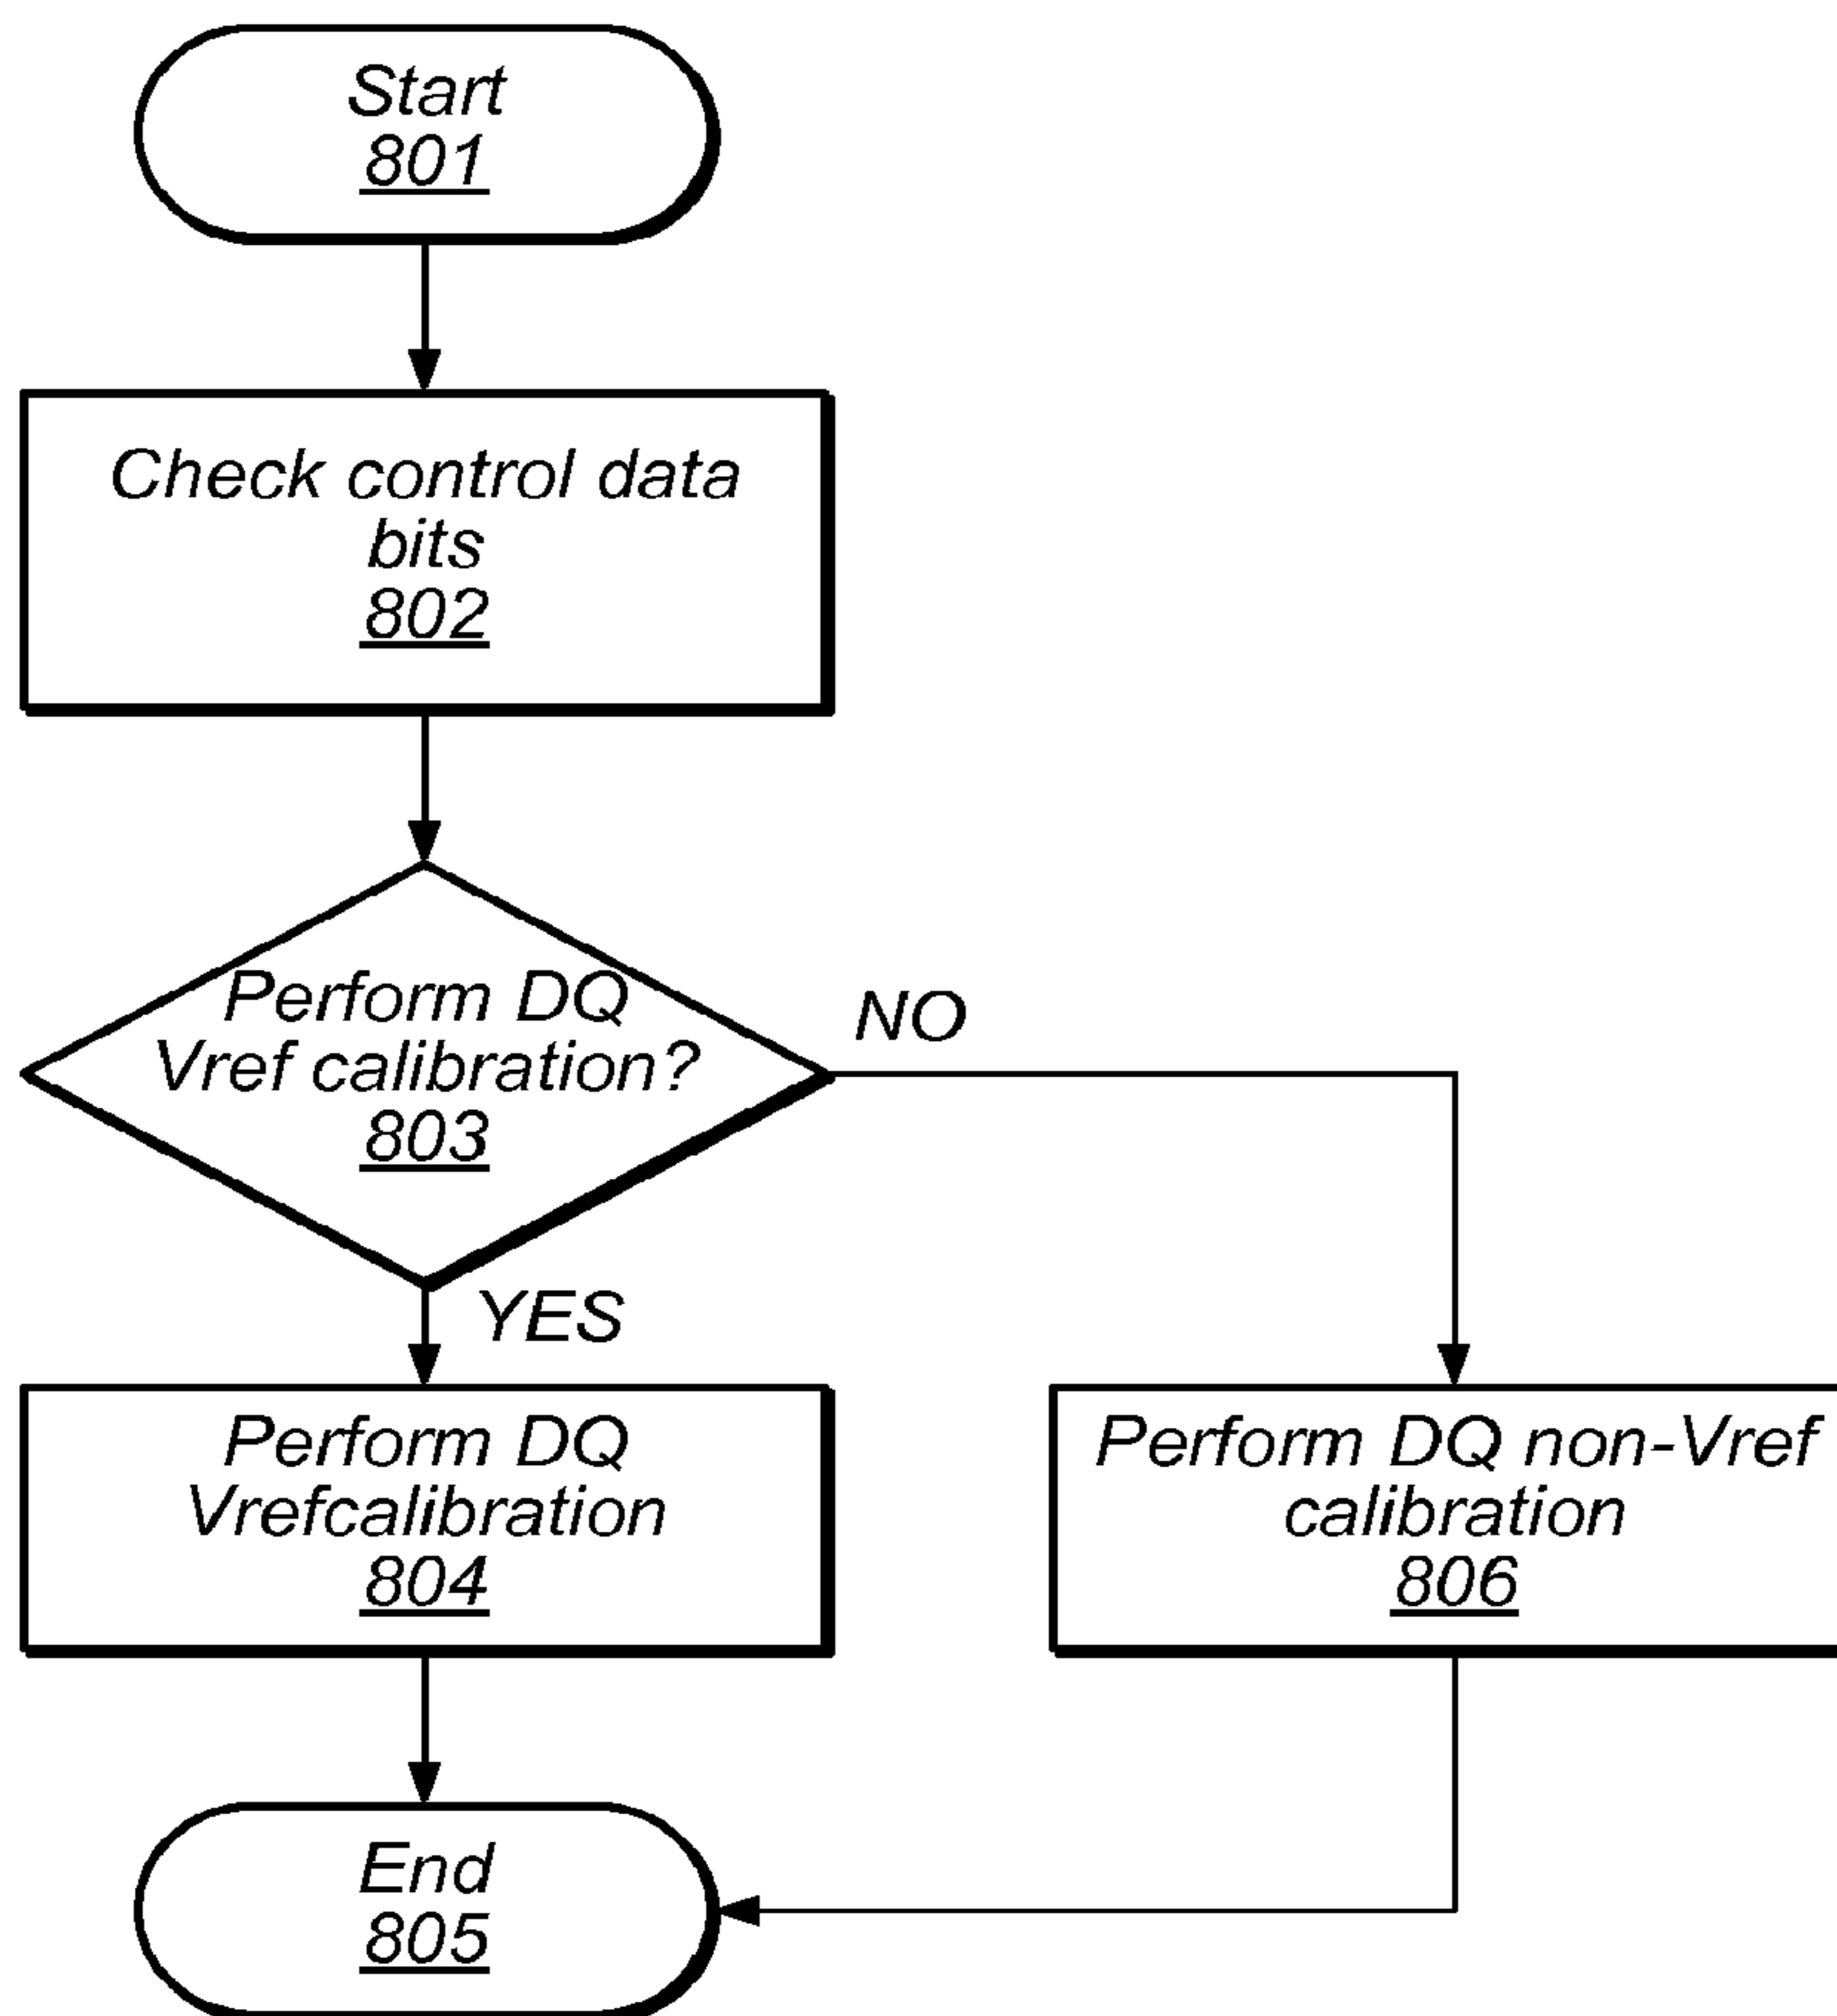 Start
801
Check control data
bits
802
Perform DQ
Vref calibration?
803
NO
YES
Perform DQ
Vrefcalibration
804
Perform DQ non-Vref
calibration
806
End
805